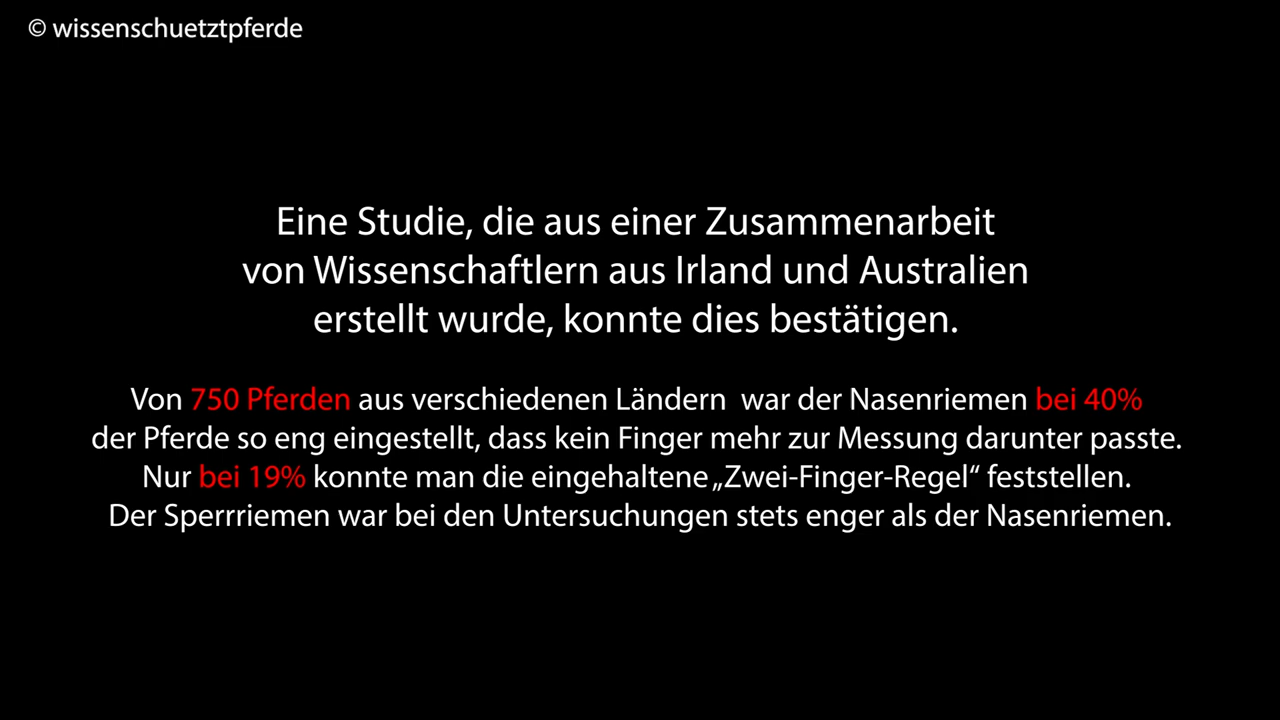 © wissenschuetztpferde
Eine Studie, die aus einer Zusammenarbeit
von Wissenschaftlern aus Irland und Australien
erstellt wurde, konnte dies bestätigen.
Von 750 Pferden aus verschiedenen Ländern  war der Nasenriemen bei 40%
der Pferde so eng eingestellt, dass kein Finger mehr zur Messung darunter passte.
Nur bei 19% konnte man die eingehaltene „Zwei-Finger-Regel“ feststellen.
Der Sperrriemen war bei den Untersuchungen stets enger als der Nasenriemen.